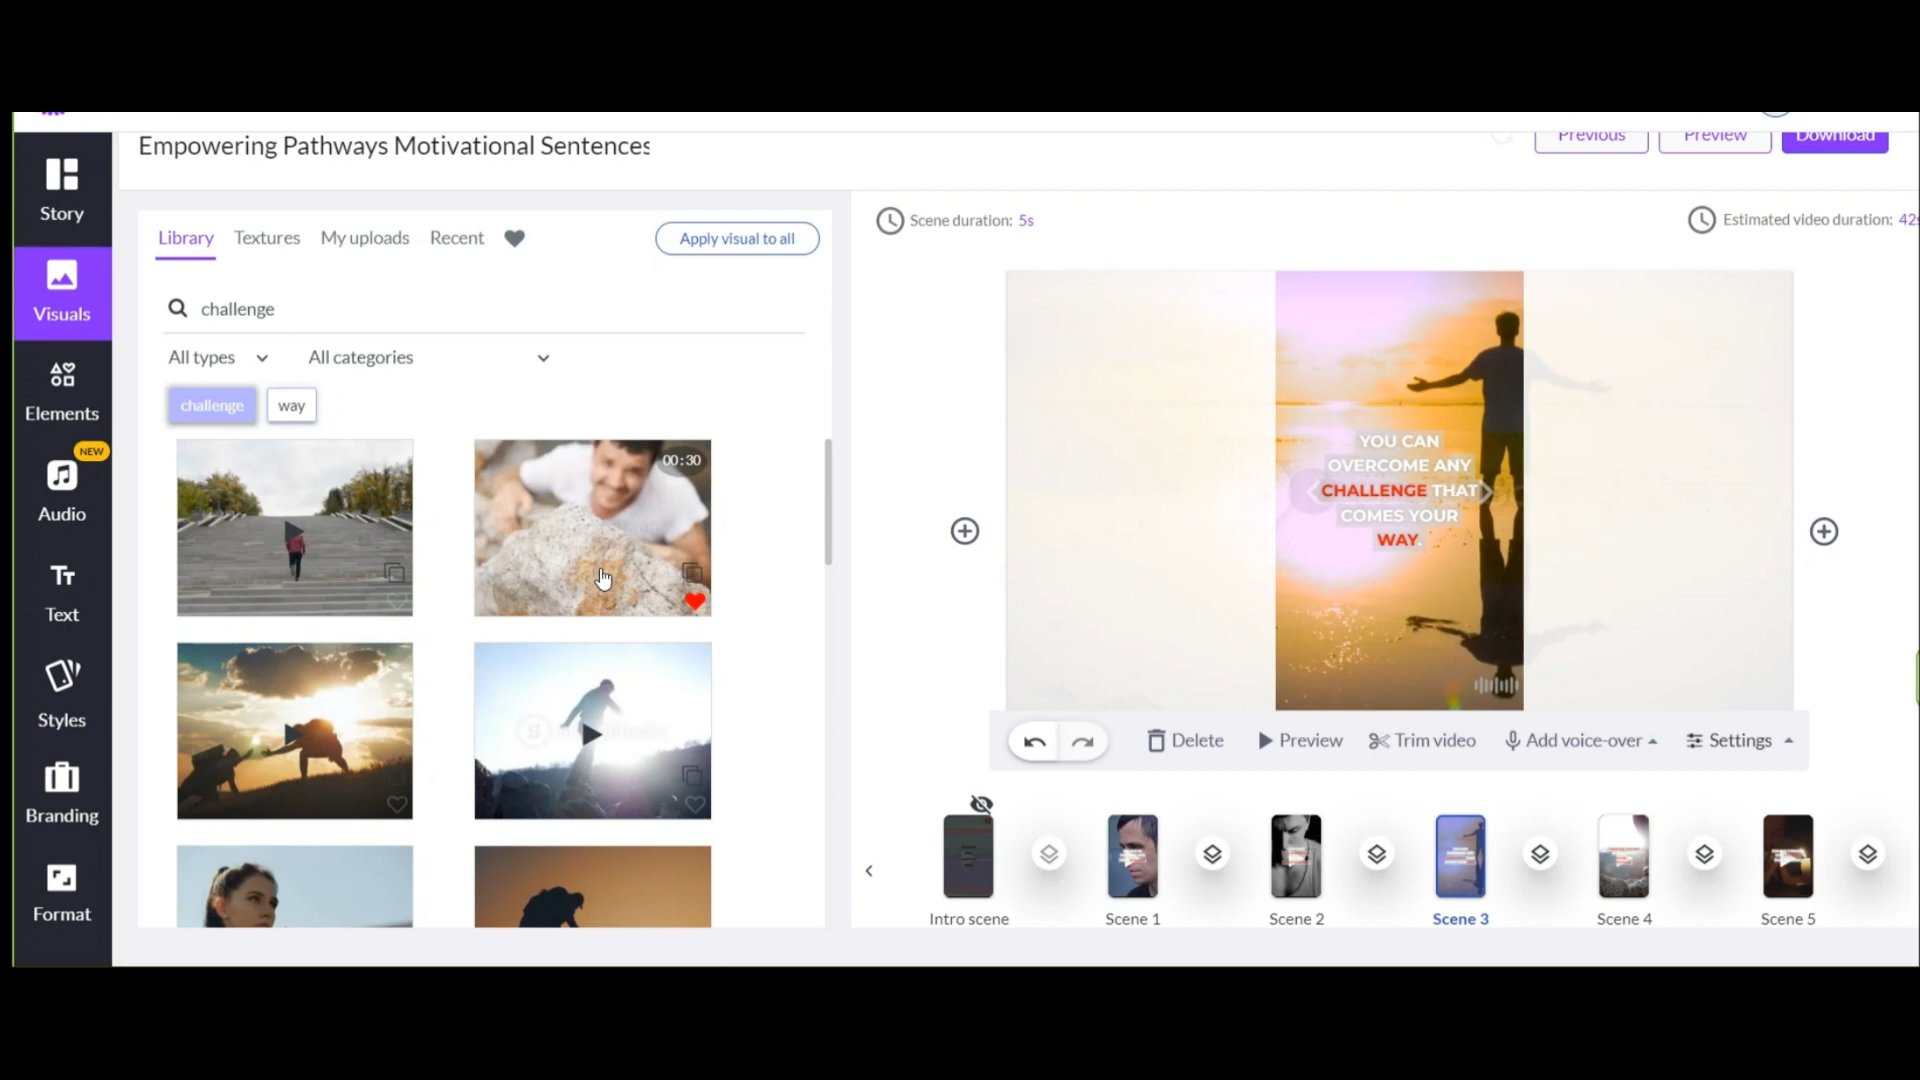 Empowering Pathways Motivational Sentences
Previous
Preview
Download
Story
Visuals
Elements
NEW
Audio
Text
Styles
Branding
Format
Library
Textures
My uploads
Recent
Apply visual to all
challenge
All types
All categories
challenge
way
00:30
Scene duration: 5s
Estimated video duration: 42s
YOU CAN
OVERCOME ANY
CHALLENGE THAT
COMES YOUR
WAY.
Delete
Preview
Trim video
Add voice-over
Settings
Intro scene
Scene 1
Scene 2
Scene 3
Scene 4
Scene 5